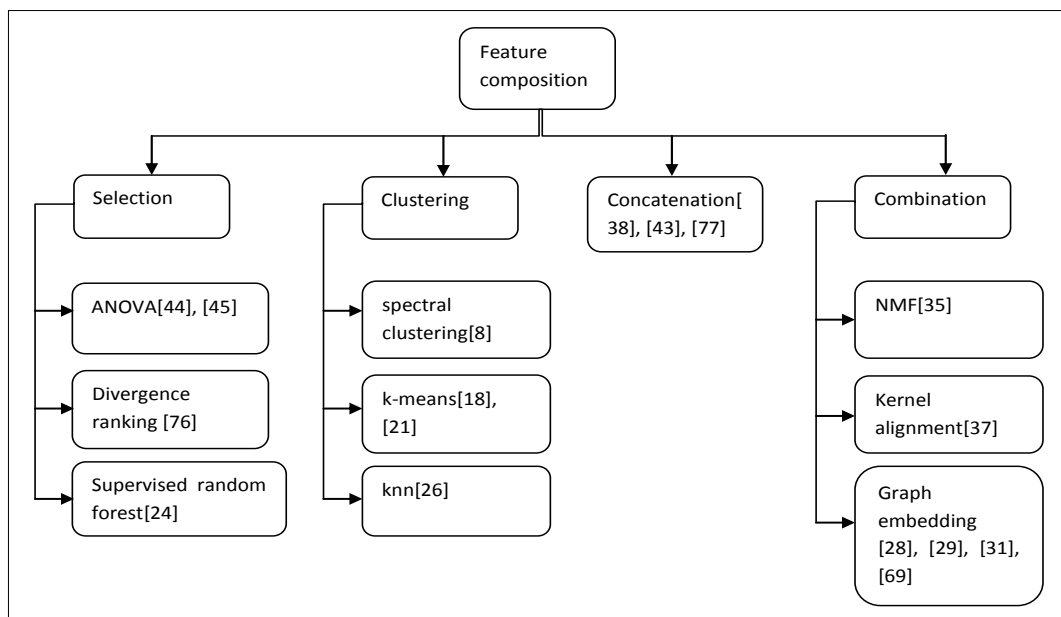 Feature
composition
Selection
Clustering
Concatenation[
38], [43], [77]
Combination
ANOVA[44], [45]
Divergence
ranking [76]
Supervised random
forest[24]
spectral
clustering[8]
k-means[18],
[21]
knn[26]
NMF[35]
Kernel
alignment[37]
Graph
embedding
[28], [29], [31],
[69]